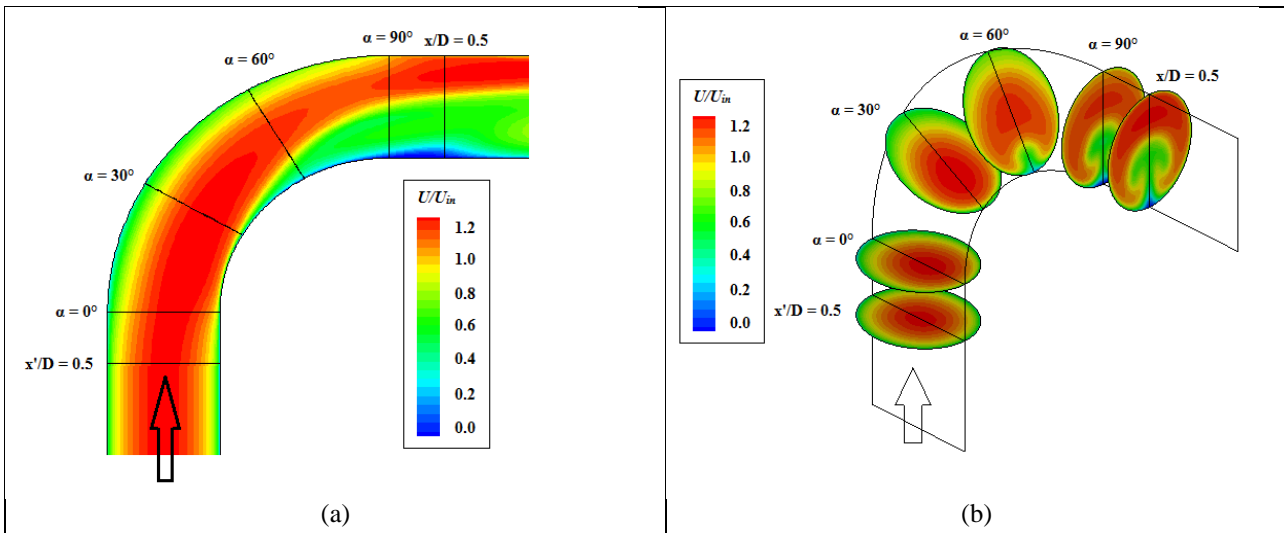 α = 90°
x/D = 0.5
α = 60°
α = 30°
α = 0°
x'/D = 0.5
U/Uin
1.2
1.0
0.8
0.6
0.4
0.2
0.0
(a)
α = 60°
α = 90°
x/D = 0.5
α = 30°
α = 0°
x'/D = 0.5
U/Uin
1.2
1.0
0.8
0.6
0.4
0.2
0.0
(b)